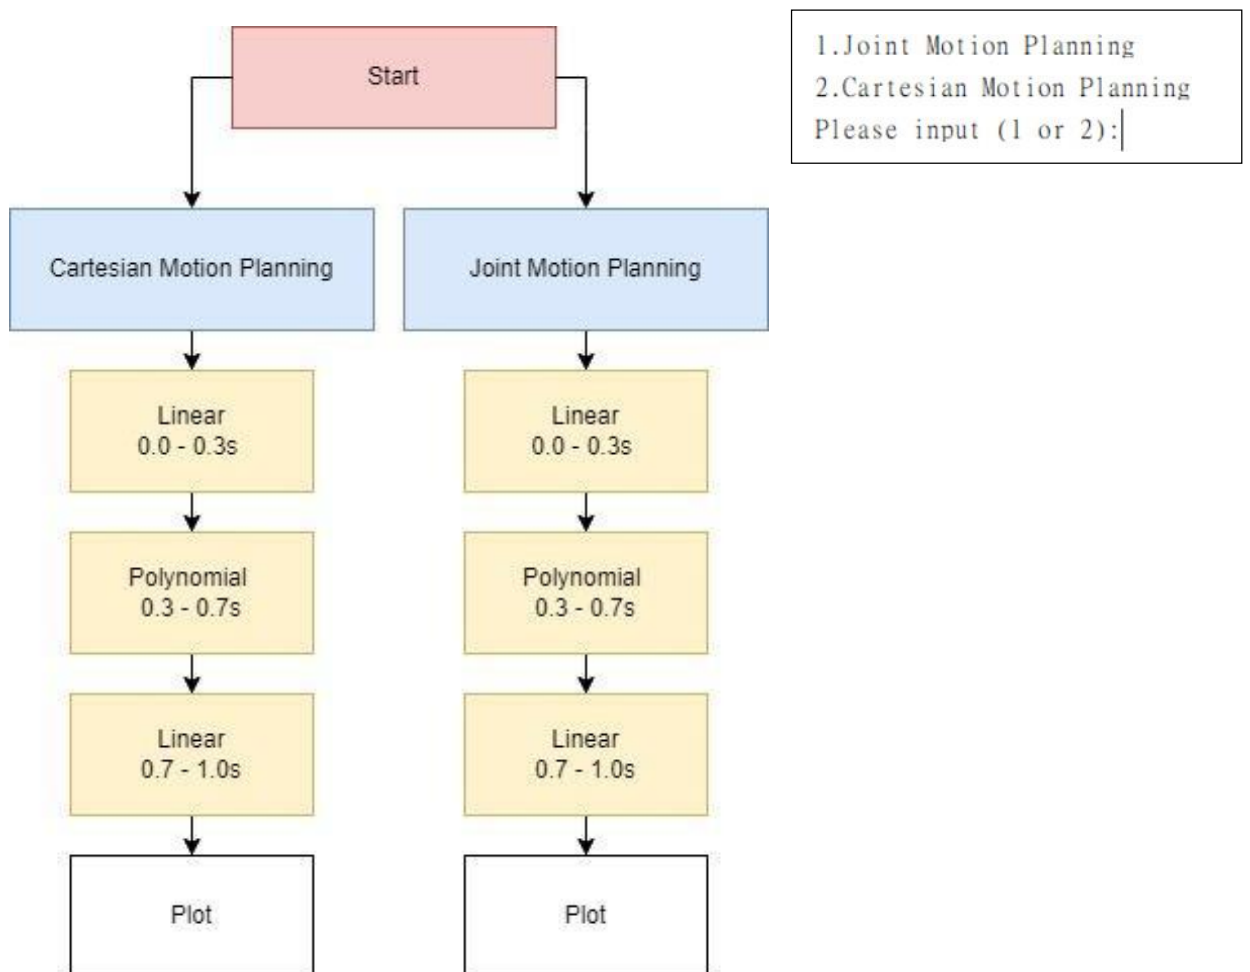 Start
1.Joint Motion Planning
2.Cartesian Motion Planning
Please input (1 or 2):
Cartesian Motion Planning
Joint Motion Planning
Linear
0.0 - 0.3s
Linear
0.0 - 0.3s
Polynomial
0.3 - 0.7s
Polynomial
0.3 - 0.7s
Linear
0.7 - 1.0s
Linear
0.7 - 1.0s
Plot
Plot